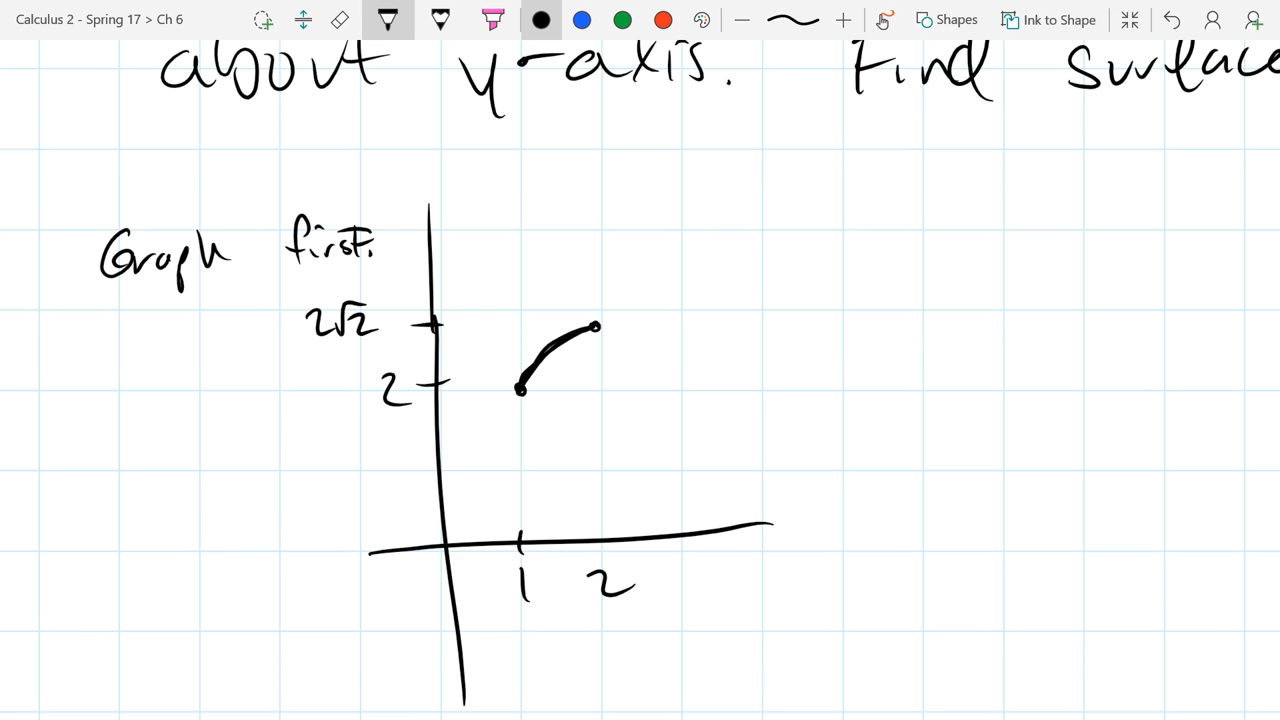 Calculus 2 - Spring 17 > Ch 6
Shapes
Ink to Shape
about y-axis. Find surface
Graph first.
2√2
2
1 2